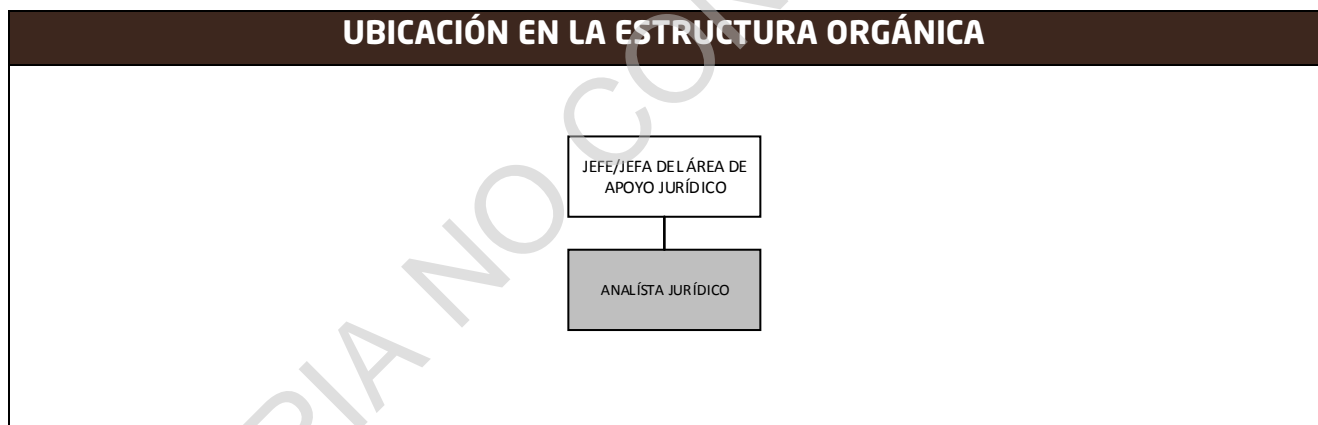 UBICACIÓN EN LA ESTRUCTURA ORGÁNICA
JEFE/JEFA DEL ÁREA DE
APOYO JURÍDICO
ANALÍSTA JURÍDICO